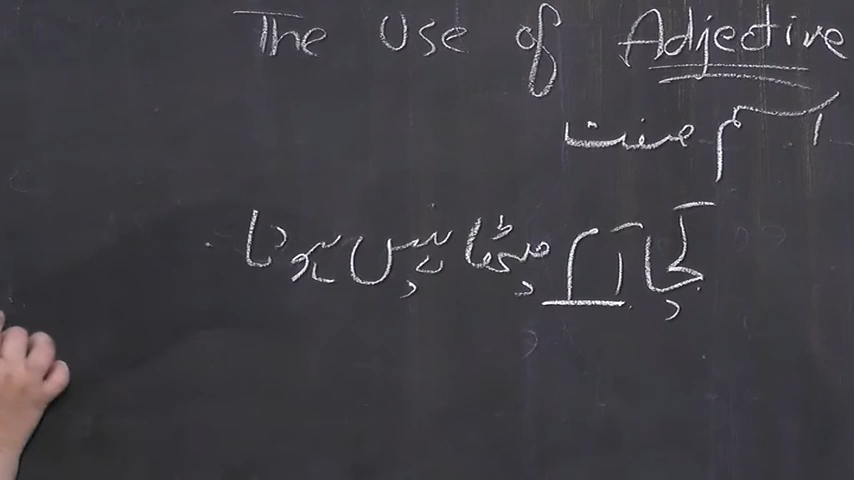 The Use of Adjective
اسم صفت
کچا آم میٹھا نہیں ہوتا